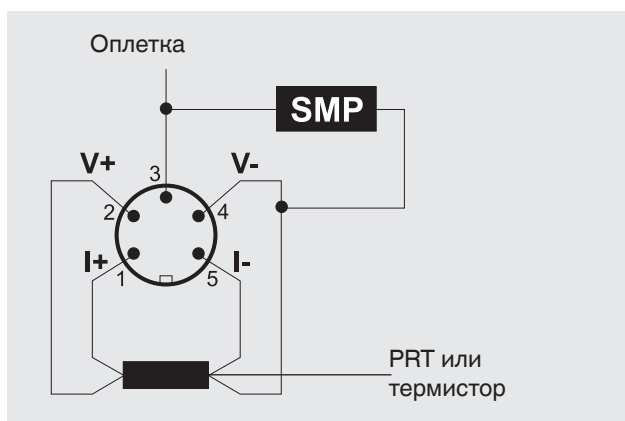 Оплетка
SMP
V+ V-
3
2 4
I+ I-
1 5
PRT или
термистор